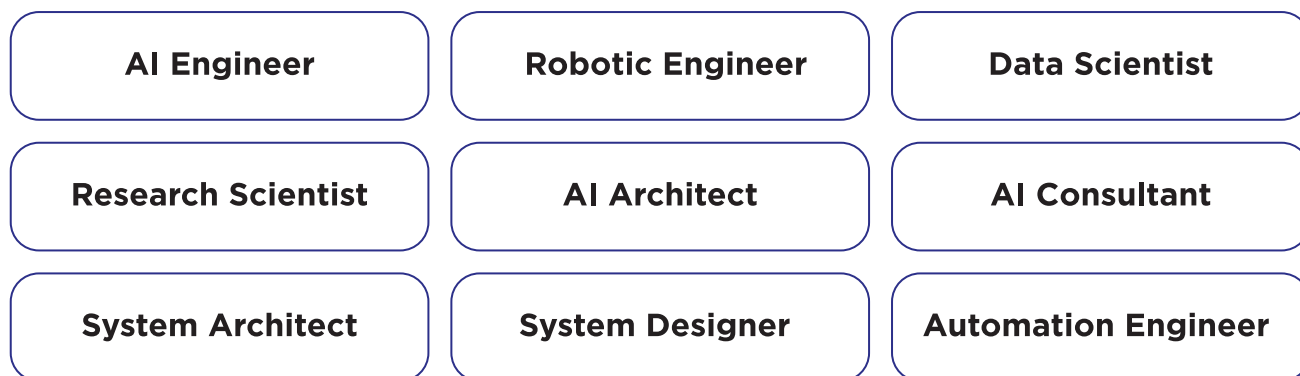 AI Engineer
Robotic Engineer
Data Scientist
Research Scientist
AI Architect
AI Consultant
System Architect
System Designer
Automation Engineer